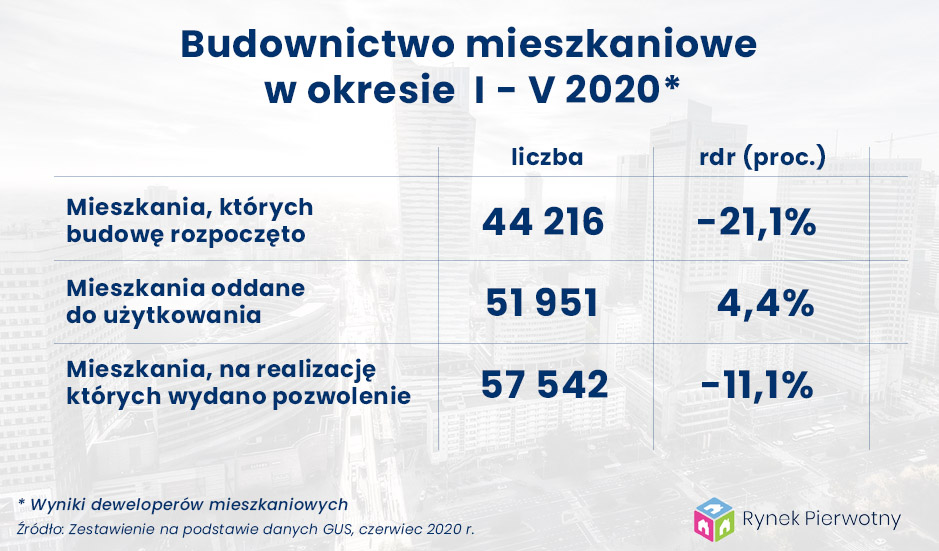 Budownictwo mieszkaniowe
w okresie I - V 2020*
liczba rdr (proc.)
Mieszkania, których
budowę rozpoczęto
44 216 -21,1%
Mieszkania oddane
do użytkowania
51 951 4,4%
Mieszkania, na realizację
których wydano pozwolenie
57 542 -11,1%
* Wyniki deweloperów mieszkaniowych
Źródło: Zestawienie na podstawie danych GUS, czerwiec 2020 r.
Rynek Pierwotny